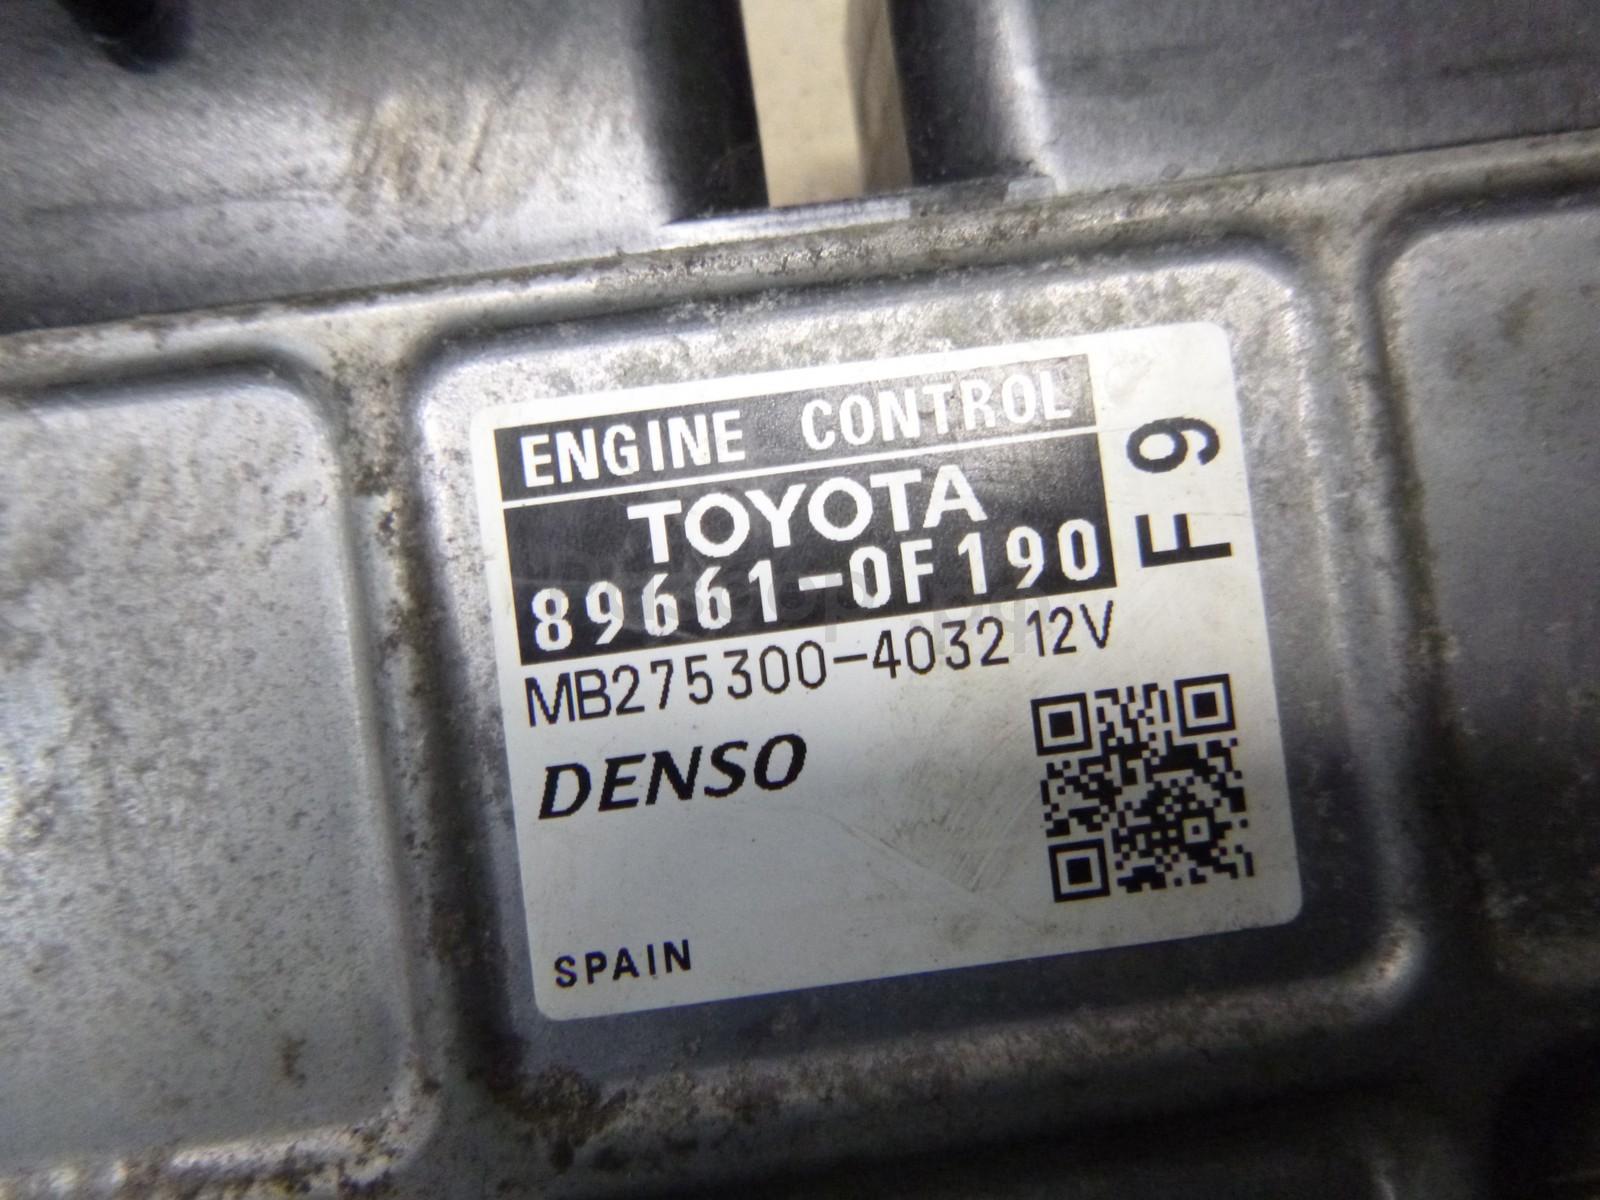 ENGINE CONTROL
TOYOTA
89661-0F190
MB275300-4032 12V
DENSO
SPAIN
F9